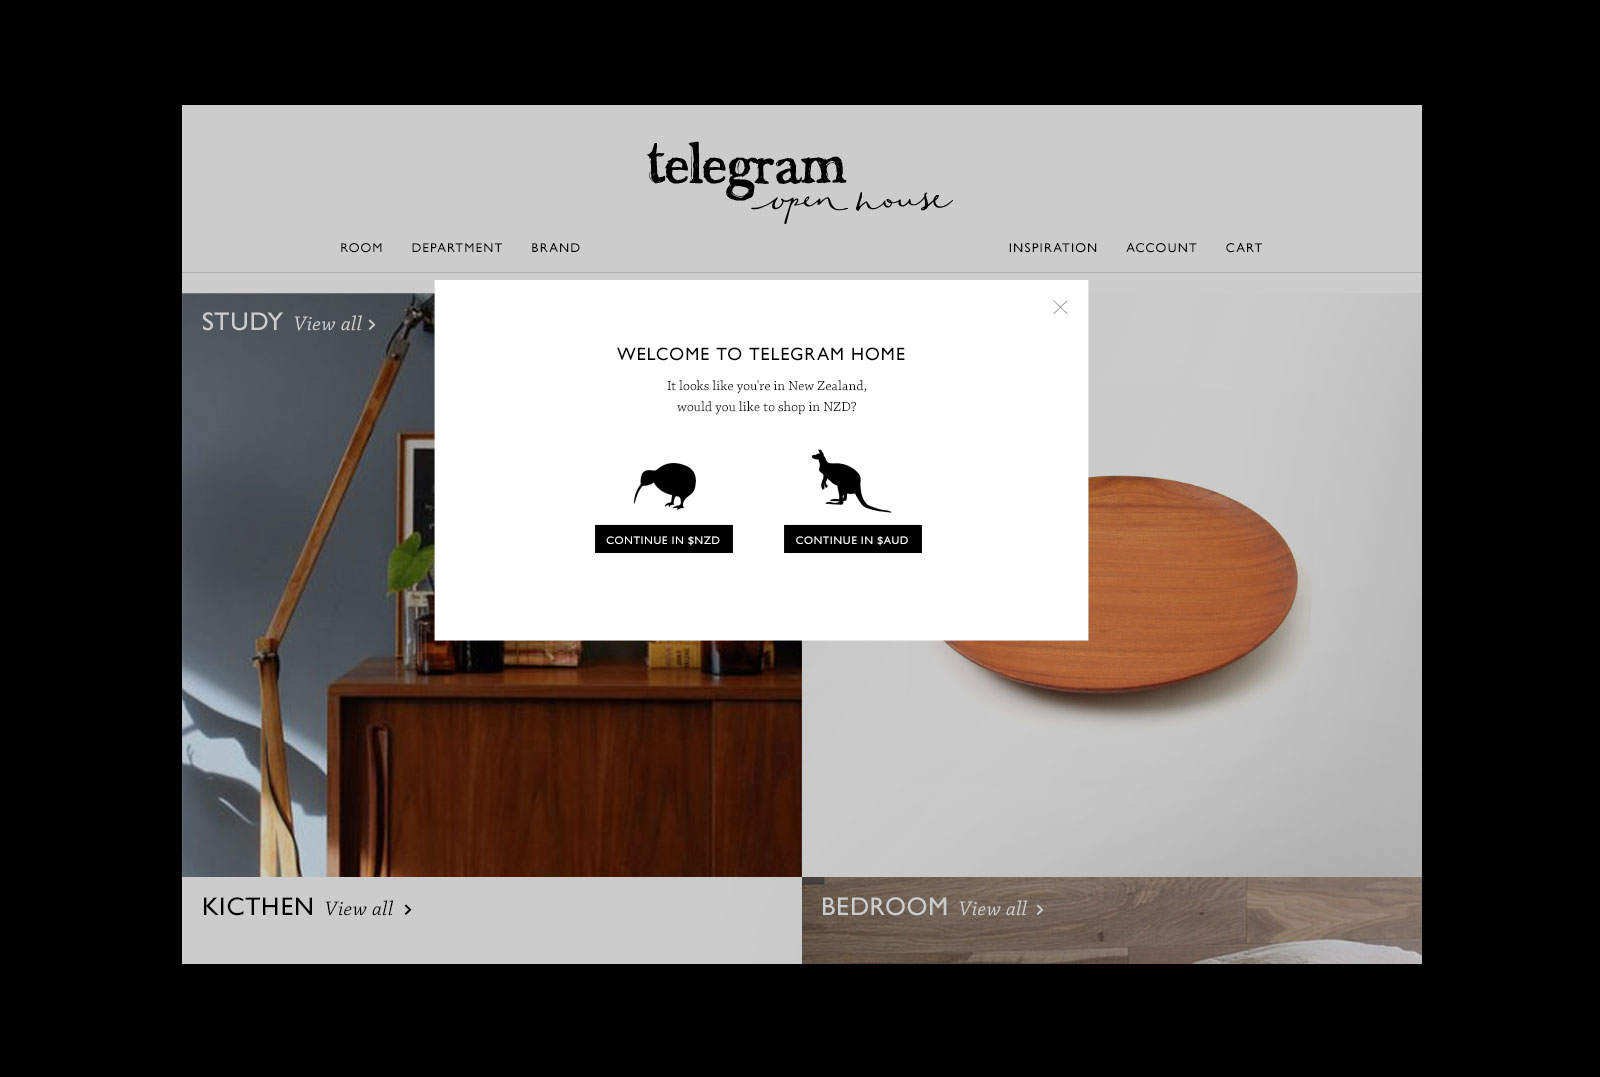 telegram
open house
ROOM DEPARTMENT BRAND INSPIRATION ACCOUNT CART
STUDY View all >
WELCOME TO TELEGRAM HOME
It looks like you're in New Zealand,
would you like to shop in NZD?
CONTINUE IN $NZD CONTINUE IN $AUD
KICTHEN View all >
BEDROOM View all >